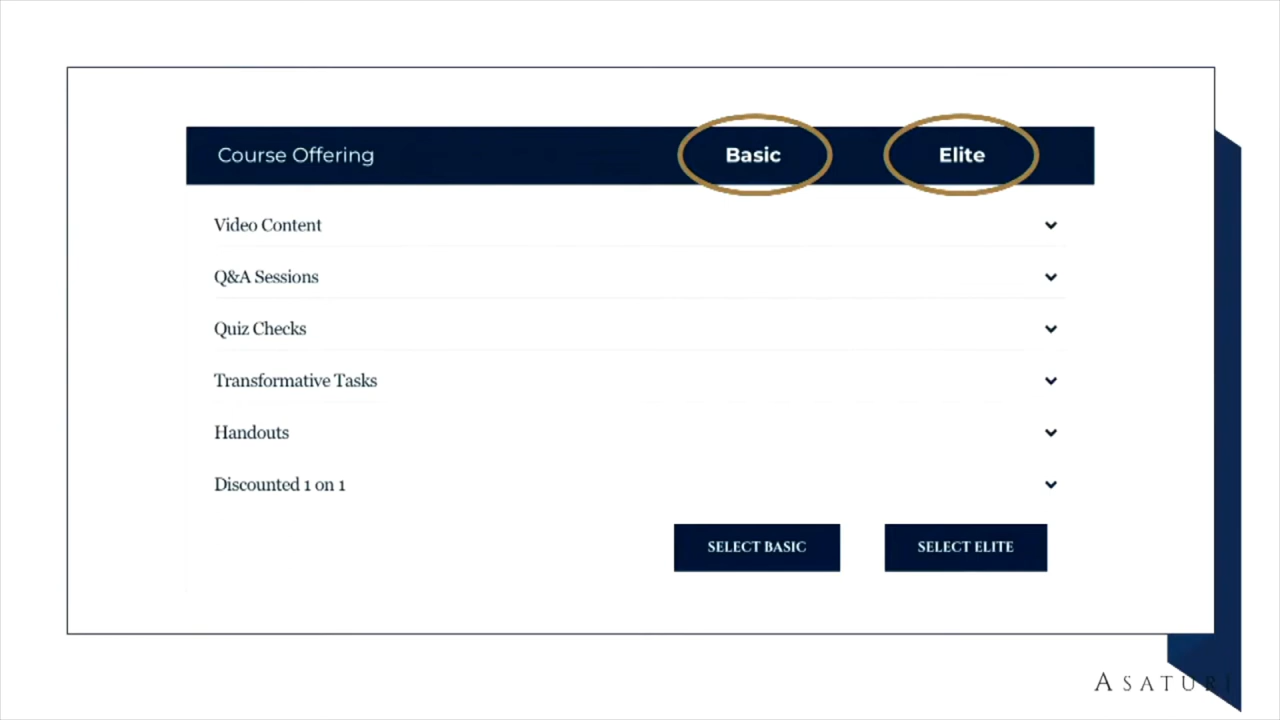 Course Offering Basic Elite
Video Content
Q&A Sessions
Quiz Checks
Transformative Tasks
Handouts
Discounted 1 on 1
SELECT BASIC SELECT ELITE